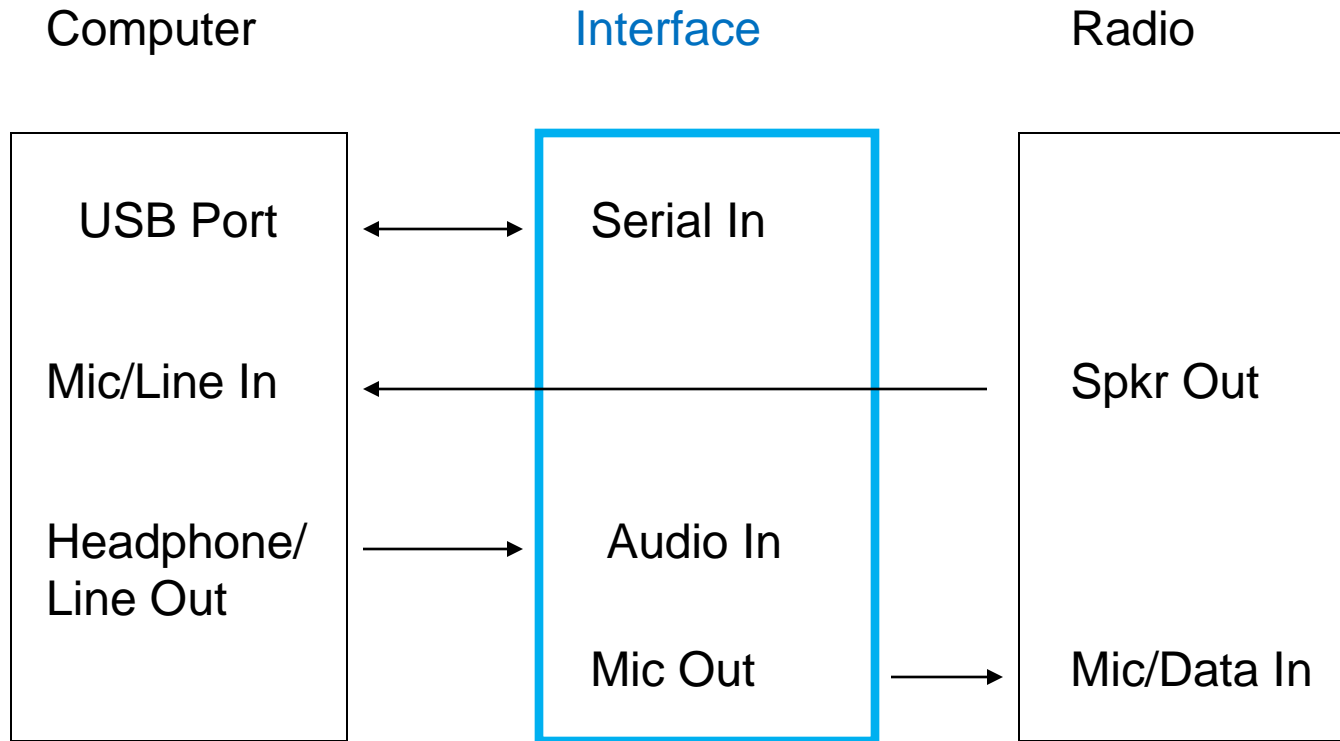 Computer
Interface
Radio
USB Port
Serial In
Mic/Line In
Spkr Out
Headphone/
Line Out
Audio In
Mic Out
Mic/Data In